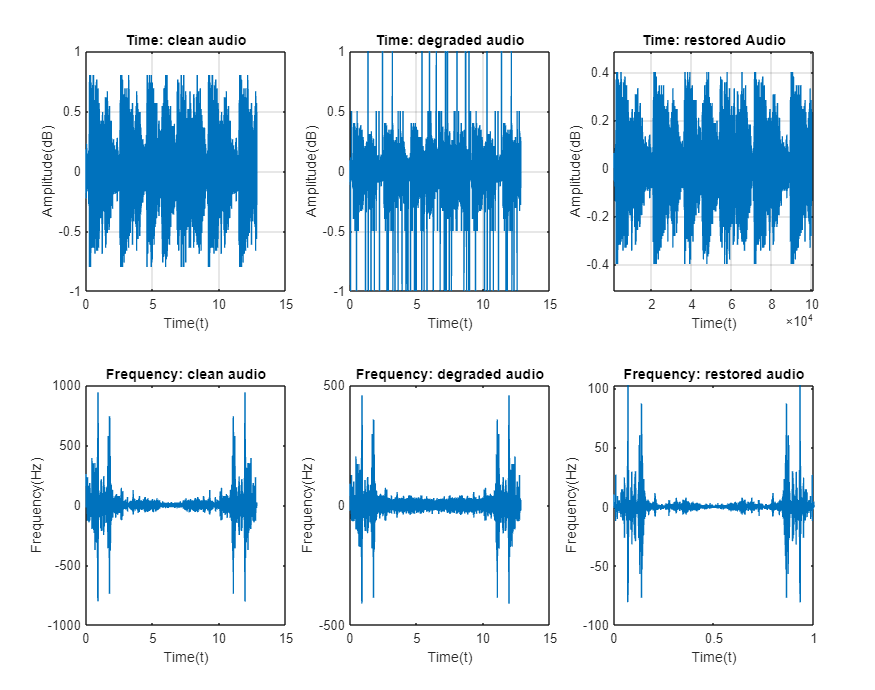 Time: clean audio
1
0.5
0
-0.5
-1
Amplitude(dB)
0 5 10 15
Time(t)
Time: degraded audio
1
0.5
0
-0.5
-1
Amplitude(dB)
0 5 10 15
Time(t)
Time: restored Audio
0.4
0.2
0
-0.2
-0.4
Amplitude(dB)
2 4 6 8 10
×10⁴
Time(t)
Frequency: clean audio
1000
500
0
-500
-1000
Frequency(Hz)
0 5 10 15
Time(t)
Frequency: degraded audio
500
0
-500
Frequency(Hz)
0 5 10 15
Time(t)
Frequency: restored audio
100
50
0
-50
-100
Frequency(Hz)
0 0.5 1
Time(t)